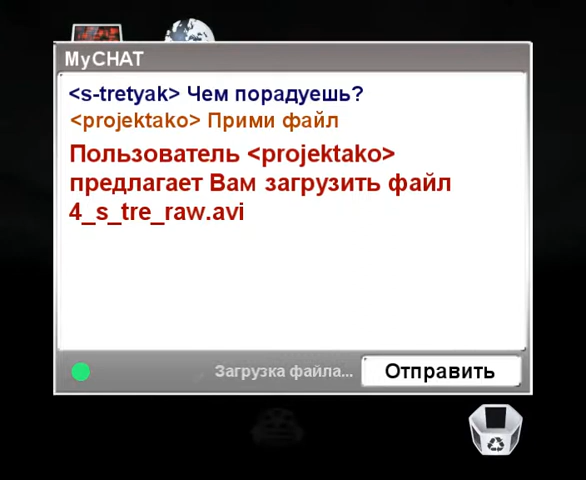 MyCHAT
<s-tretyak> Чем порадуешь?
<projektako> Прими файл
Пользователь <projektako>
предлагает Вам загрузить файл
4_s_tre_raw.avi
Загрузка файла...
Отправить